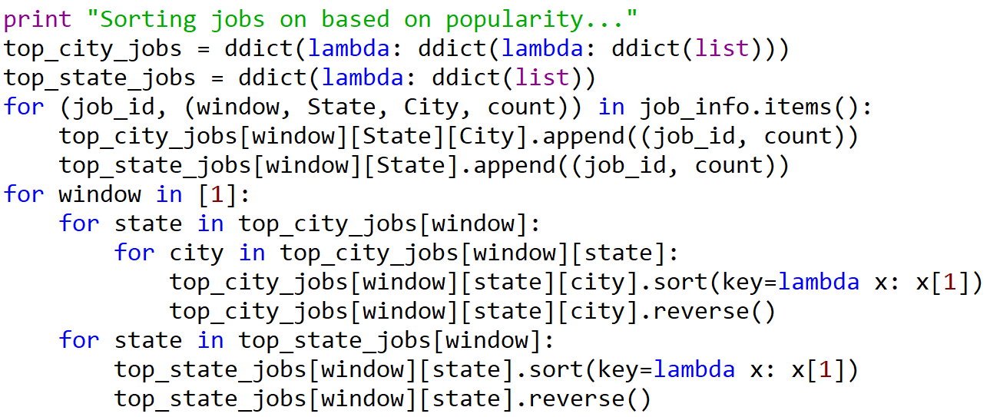 print "Sorting jobs on based on popularity..."
top_city_jobs = ddict(lambda: ddict(lambda: ddict(list)))
top_state_jobs = ddict(lambda: ddict(list))
for (job_id, (window, State, City, count)) in job_info.items():
    top_city_jobs[window][State][City].append((job_id, count))
    top_state_jobs[window][State].append((job_id, count))
for window in [1]:
    for state in top_city_jobs[window]:
        for city in top_city_jobs[window][state]:
            top_city_jobs[window][state][city].sort(key=lambda x: x[1])
            top_city_jobs[window][state][city].reverse()
    for state in top_state_jobs[window]:
        top_state_jobs[window][state].sort(key=lambda x: x[1])
        top_state_jobs[window][state].reverse()